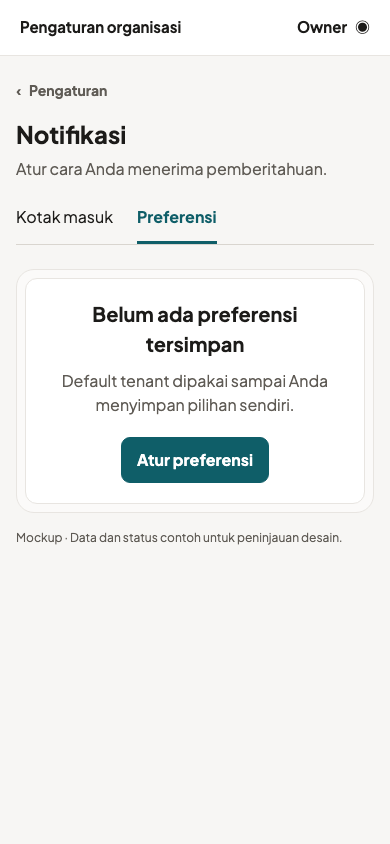 Pengaturan organisasi
Owner
‹ Pengaturan
Notifikasi
Atur cara Anda menerima pemberitahuan.
Kotak masuk
Preferensi
Belum ada preferensi
tersimpan
Default tenant dipakai sampai Anda
menyimpan pilihan sendiri.
Atur preferensi
Mockup · Data dan status contoh untuk peninjauan desain.